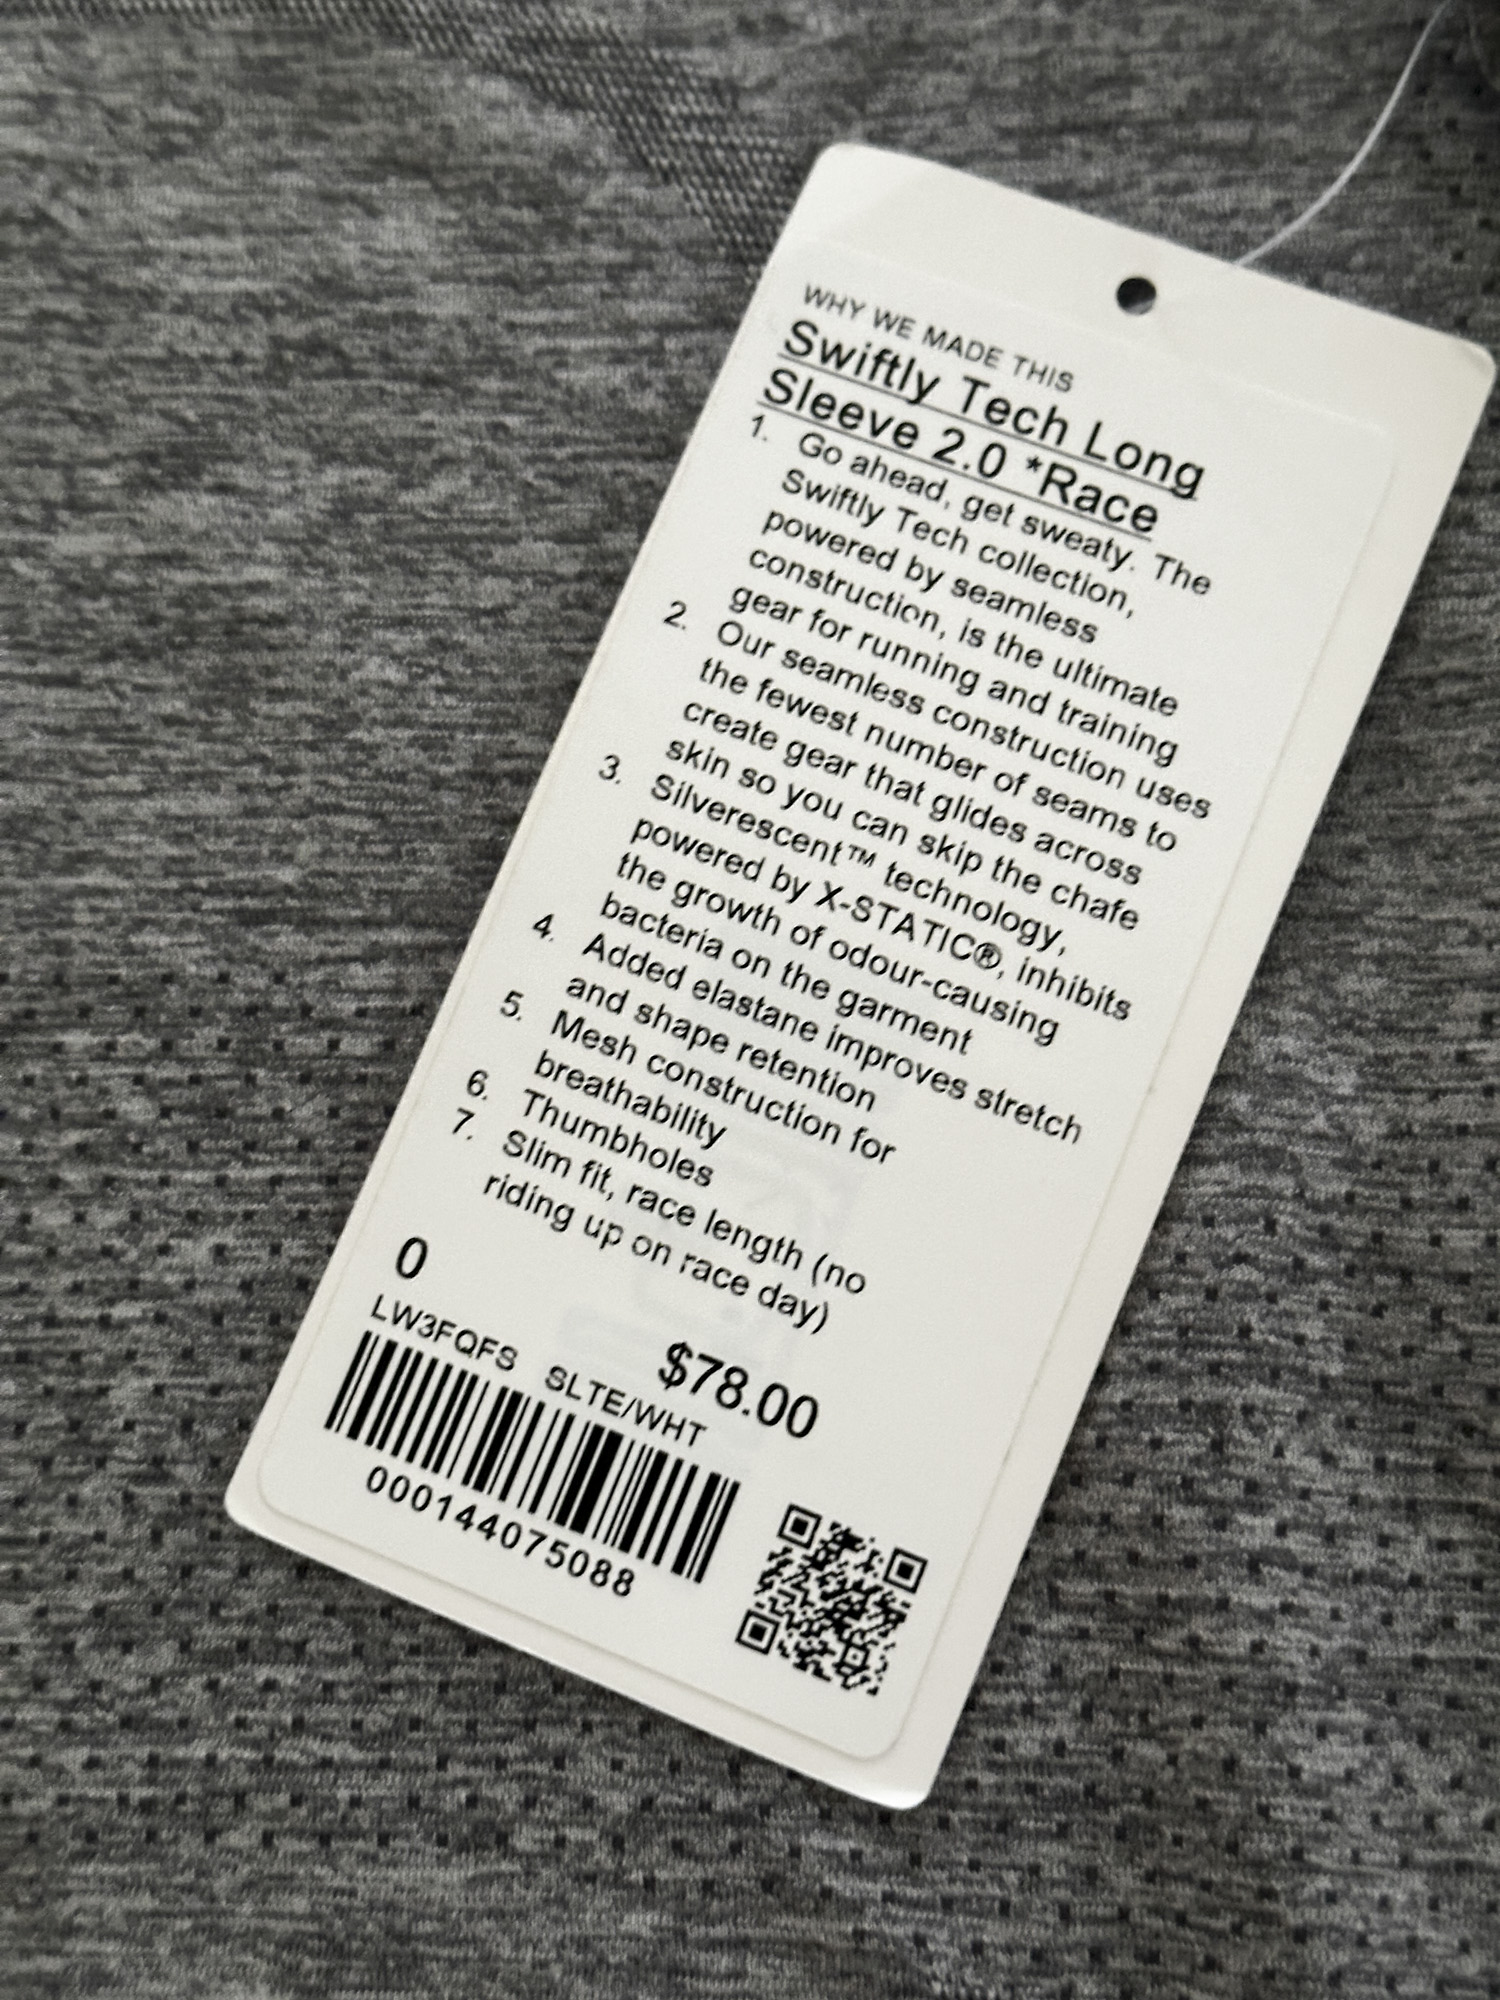 WHY WE MADE THIS
Swiftly Tech Long
Sleeve 2.0 *Race
1. Go ahead, get sweaty. The
Swiftly Tech collection,
powered by seamless
construction, is the ultimate
gear for running and training
2. Our seamless construction uses
the fewest number of seams to
create gear that glides across
skin so you can skip the chafe
3. Silverescent™ technology,
powered by X-STATIC®, inhibits
the growth of odour-causing
bacteria on the garment
4. Added elastane improves stretch
and shape retention
5. Mesh construction for
breathability
6. Thumbholes
7. Slim fit, race length (no
riding up on race day)
0
$78.00
LW3FQFS SLTE/WHT
000144075088